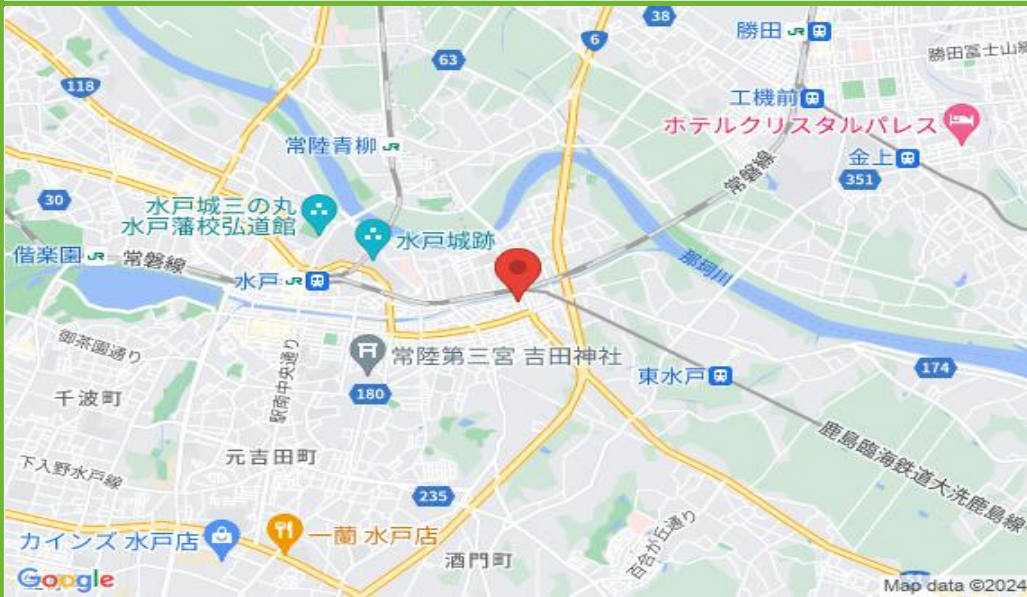 38
勝田 JR
6
63
勝田冨士山線
118
工機前
ホテルクリスタルパレス
常陸青柳 JR
金上
351
常磐線
30
水戸城三の丸
水戸藩校弘道館
水戸城跡
偕楽園 JR
常磐線
水戸 JR
那珂川
御茶園通り
駅南中央通り
常陸第三宮 吉田神社
東水戸
174
180
千波町
鹿島臨海鉄道大洗鹿島線
元吉田町
下入野水戸線
235
カインズ 水戸店
一蘭 水戸店
百合が丘通り
酒門町
51
Google
Map data ©2024